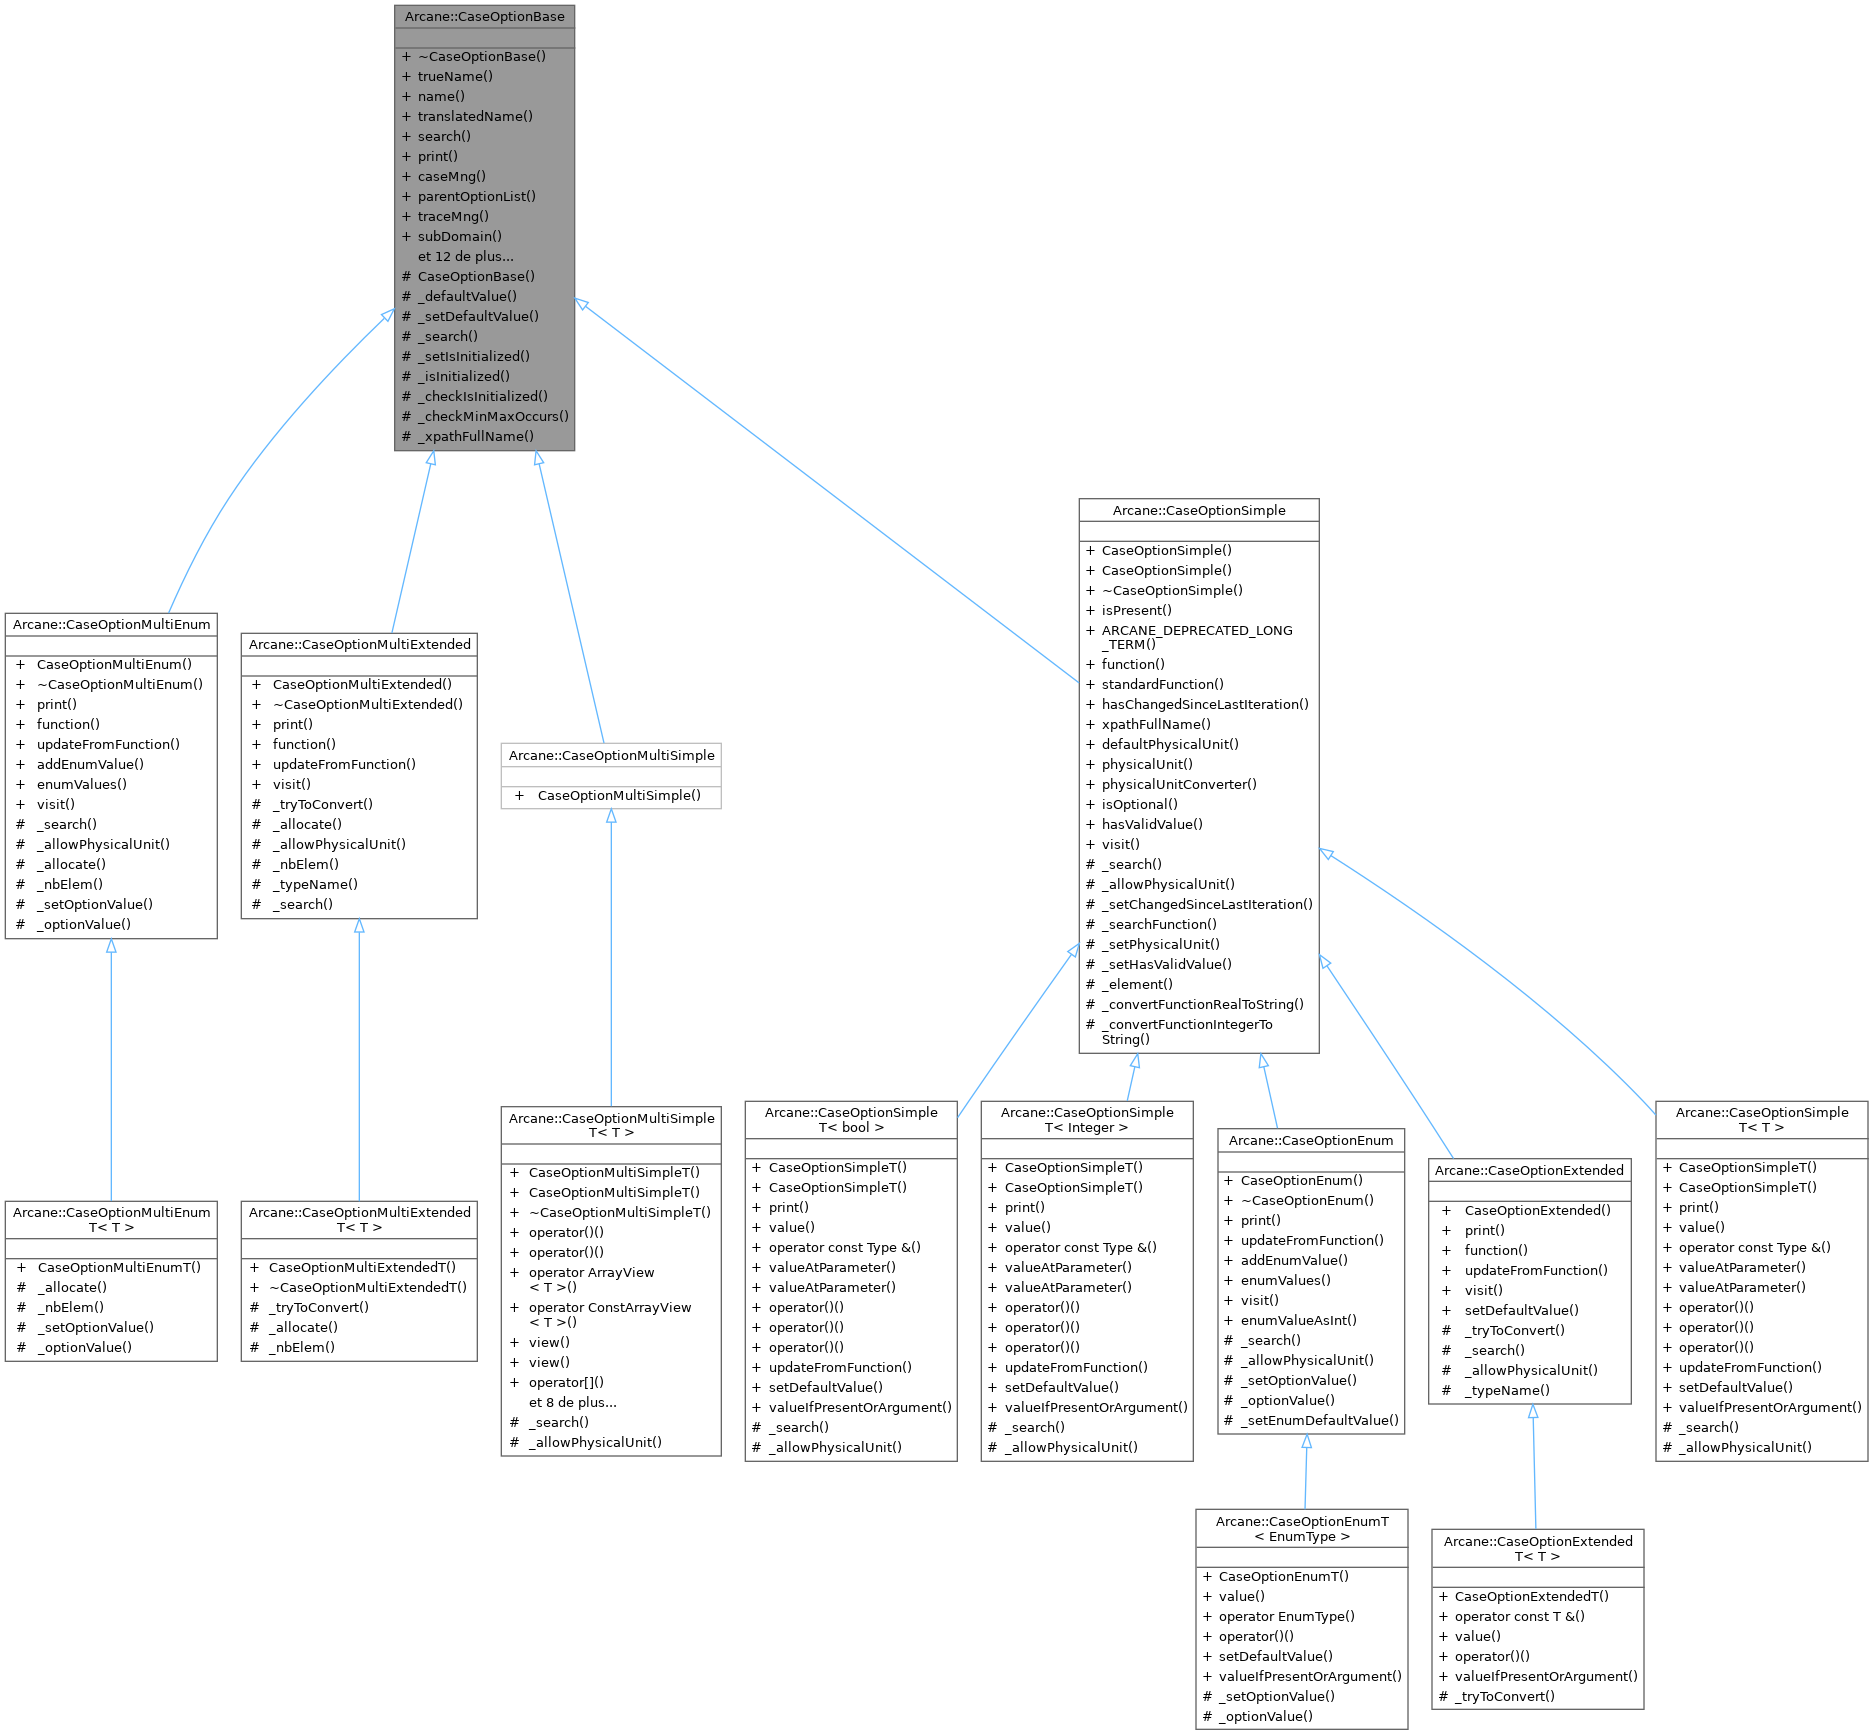 Arcane::CaseOptionBase
+ ~CaseOptionBase()
+ trueName()
+ name()
+ translatedName()
+ search()
+ print()
+ caseMng()
+ parentOptionList()
+ traceMng()
+ subDomain()
et 12 de plus...
# CaseOptionBase()
# _defaultValue()
# _setDefaultValue()
# _search()
# _setIsInitialized()
# _isInitialized()
# _checkIsInitialized()
# _checkMinMaxOccurs()
# _xpathFullName()
Arcane::CaseOptionSimple
+ CaseOptionSimple()
+ CaseOptionSimple()
+ ~CaseOptionSimple()
+ isPresent()
+ ARCANE_DEPRECATED_LONG
_TERM()
+ function()
+ standardFunction()
+ hasChangedSinceLastIteration()
+ xpathFullName()
+ defaultPhysicalUnit()
+ physicalUnit()
+ physicalUnitConverter()
+ isOptional()
+ hasValidValue()
+ visit()
# _search()
# _allowPhysicalUnit()
# _setChangedSinceLastIteration()
# _searchFunction()
# _setPhysicalUnit()
# _setHasValidValue()
# _element()
# _convertFunctionRealToString()
# _convertFunctionIntegerTo
String()
Arcane::CaseOptionMultiEnum
+ CaseOptionMultiEnum()
+ ~CaseOptionMultiEnum()
+ print()
+ function()
+ updateFromFunction()
+ addEnumValue()
+ enumValues()
+ visit()
# _search()
# _allowPhysicalUnit()
# _allocate()
# _nbElem()
# _setOptionValue()
# _optionValue()
Arcane::CaseOptionMultiExtended
+ CaseOptionMultiExtended()
+ ~CaseOptionMultiExtended()
+ print()
+ function()
+ updateFromFunction()
+ visit()
# _tryToConvert()
# _allocate()
# _allowPhysicalUnit()
# _nbElem()
# _typeName()
# _search()
Arcane::CaseOptionMultiSimple
+ CaseOptionMultiSimple()
Arcane::CaseOptionMultiEnum
T< T >
+ CaseOptionMultiEnumT()
# _allocate()
# _nbElem()
# _setOptionValue()
# _optionValue()
Arcane::CaseOptionMultiExtended
T< T >
+ CaseOptionMultiExtendedT()
+ ~CaseOptionMultiExtendedT()
# _tryToConvert()
# _allocate()
# _nbElem()
Arcane::CaseOptionMultiSimple
T< T >
+ CaseOptionMultiSimpleT()
+ CaseOptionMultiSimpleT()
+ ~CaseOptionMultiSimpleT()
+ operator()()
+ operator()()
+ operator ArrayView
< T >()
+ operator ConstArrayView
< T >()
+ view()
+ view()
+ operator[]()
et 8 de plus...
# _search()
# _allowPhysicalUnit()
Arcane::CaseOptionSimple
T< bool >
+ CaseOptionSimpleT()
+ CaseOptionSimpleT()
+ print()
+ value()
+ operator const Type &()
+ valueAtParameter()
+ valueAtParameter()
+ operator()()
+ operator()()
+ operator()()
+ updateFromFunction()
+ setDefaultValue()
+ valueIfPresentOrArgument()
# _search()
# _allowPhysicalUnit()
Arcane::CaseOptionSimple
T< Integer >
+ CaseOptionSimpleT()
+ CaseOptionSimpleT()
+ print()
+ value()
+ operator const Type &()
+ valueAtParameter()
+ valueAtParameter()
+ operator()()
+ operator()()
+ operator()()
+ updateFromFunction()
+ setDefaultValue()
+ valueIfPresentOrArgument()
# _search()
# _allowPhysicalUnit()
Arcane::CaseOptionEnum
+ CaseOptionEnum()
+ ~CaseOptionEnum()
+ print()
+ updateFromFunction()
+ addEnumValue()
+ enumValues()
+ visit()
+ enumValueAsInt()
# _search()
# _allowPhysicalUnit()
# _setOptionValue()
# _optionValue()
# _setEnumDefaultValue()
Arcane::CaseOptionExtended
+ CaseOptionExtended()
+ print()
+ function()
+ updateFromFunction()
+ visit()
+ setDefaultValue()
# _tryToConvert()
# _search()
# _allowPhysicalUnit()
# _typeName()
Arcane::CaseOptionSimple
T< T >
+ CaseOptionSimpleT()
+ CaseOptionSimpleT()
+ print()
+ value()
+ operator const Type &()
+ valueAtParameter()
+ valueAtParameter()
+ operator()()
+ operator()()
+ operator()()
+ updateFromFunction()
+ setDefaultValue()
+ valueIfPresentOrArgument()
# _search()
# _allowPhysicalUnit()
Arcane::CaseOptionEnumT
< EnumType >
+ CaseOptionEnumT()
+ value()
+ operator EnumType()
+ operator()()
+ setDefaultValue()
+ valueIfPresentOrArgument()
# _setOptionValue()
# _optionValue()
Arcane::CaseOptionExtended
T< T >
+ CaseOptionExtendedT()
+ operator const T &()
+ value()
+ operator()()
+ valueIfPresentOrArgument()
# _tryToConvert()